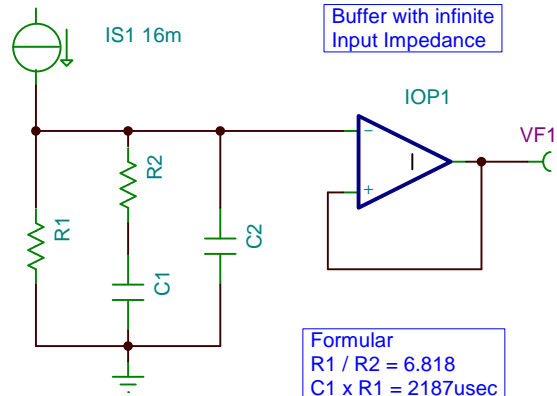 IS1 16m
Buffer with infinite
Input Impedance
IOP1
VF1
R1
R2
C1
C2
Formular
R1 / R2 = 6.818
C1 x R1 = 2187usec